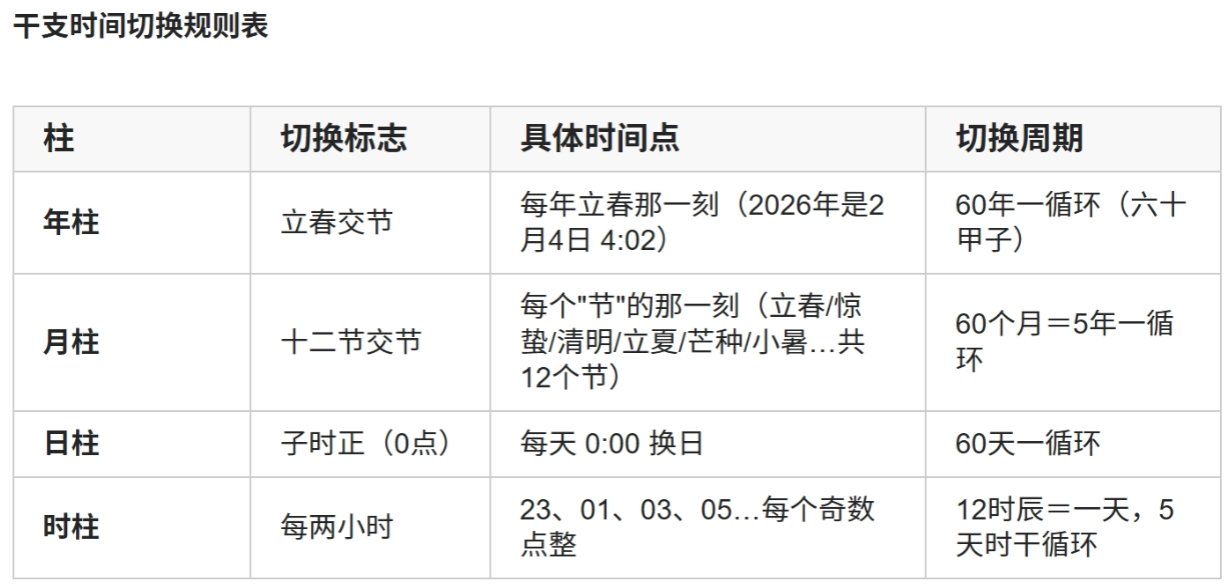 干支时间切换规则表
柱
切换标志
具体时间点
切换周期
年柱
立春交节
每年立春那一刻（2026年是2
月4日 4:02）
60年一循环（六十
甲子）
月柱
十二节交节
每个"节"的那一刻（立春/惊
蛰/清明/立夏/芒种/小暑…共
12个节）
60个月＝5年一循
环
日柱
子时正（0点）
每天 0:00 换日
60天一循环
时柱
每两小时
23、01、03、05…每个奇数
点整
12时辰＝一天，5
天时干循环